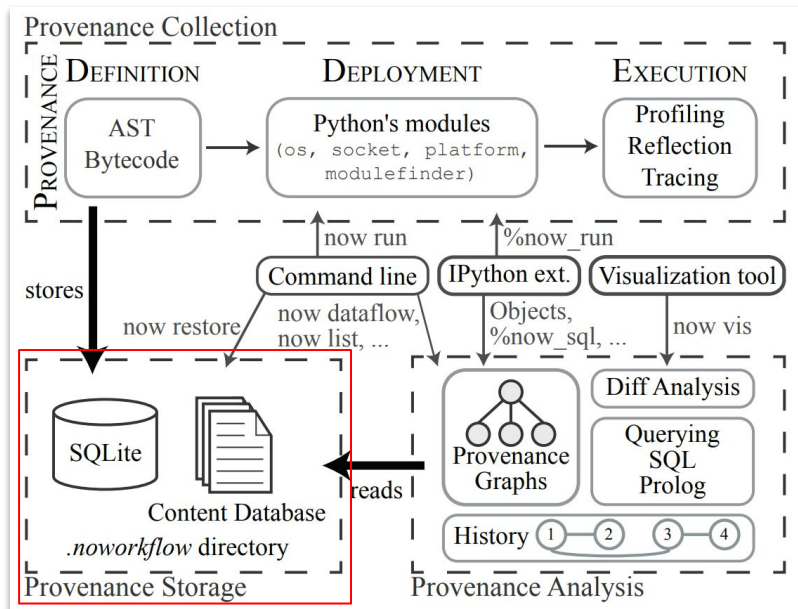 Provenance Collection
PROVENANCE
DEFINITION
AST
Bytecode
DEPLOYMENT
Python's modules
(os, socket, platform,
modulefinder)
EXECUTION
Profiling
Reflection
Tracing
now run
%now_run
stores
Command line
IPython ext.
Visualization tool
now restore
now dataflow,
now list, ...
Objects,
%now_sql, ...
now vis
SQLite
Content Database
.noworkflow directory
Provenance Storage
reads
Provenance
Graphs
Diff Analysis
Querying
SQL
Prolog
History 1 2 3 4
Provenance Analysis